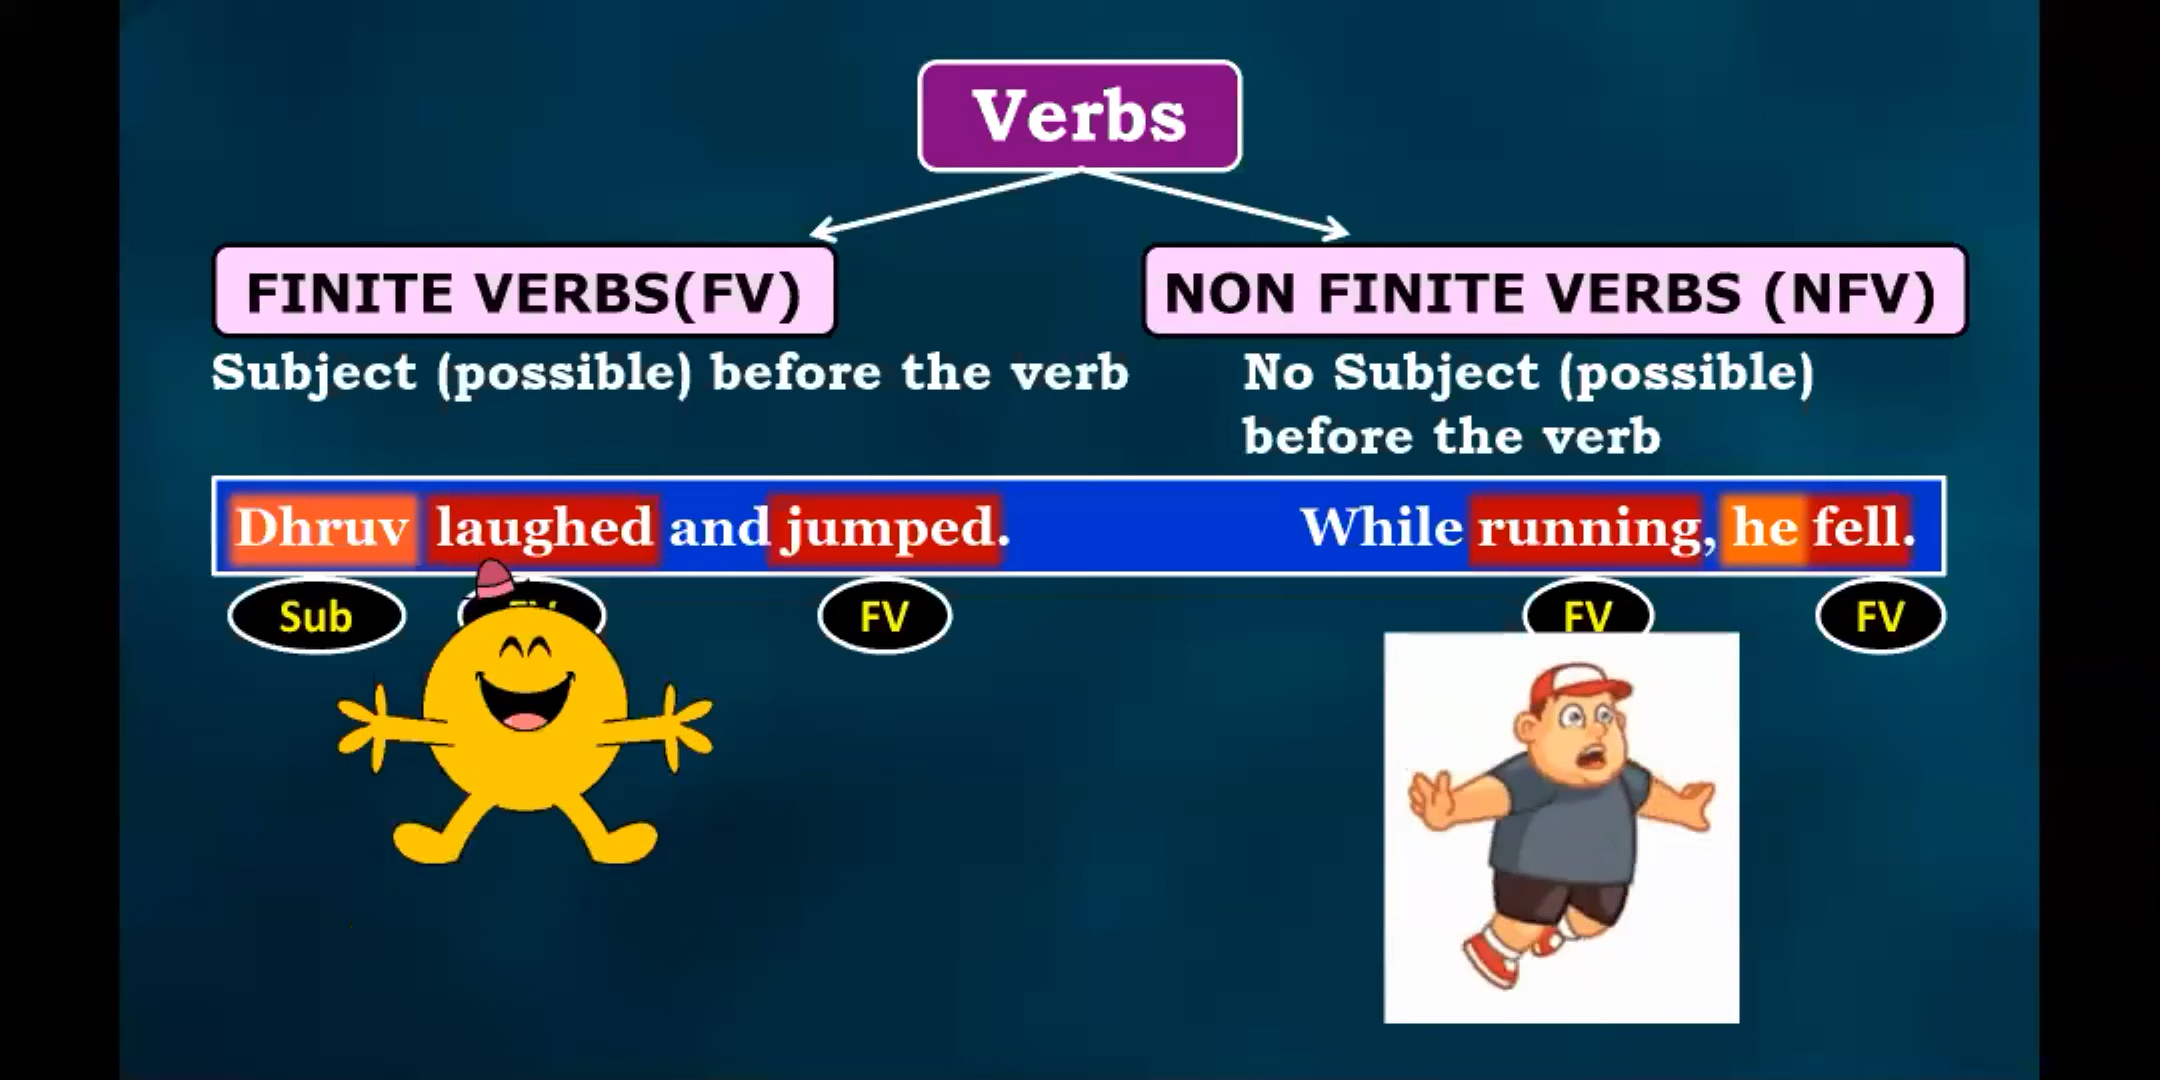 Verbs
FINITE VERBS(FV)
NON FINITE VERBS (NFV)
Subject (possible) before the verb
No Subject (possible)
before the verb
Dhruv laughed and jumped.
While running, he fell.
Sub
FV
FV
FV